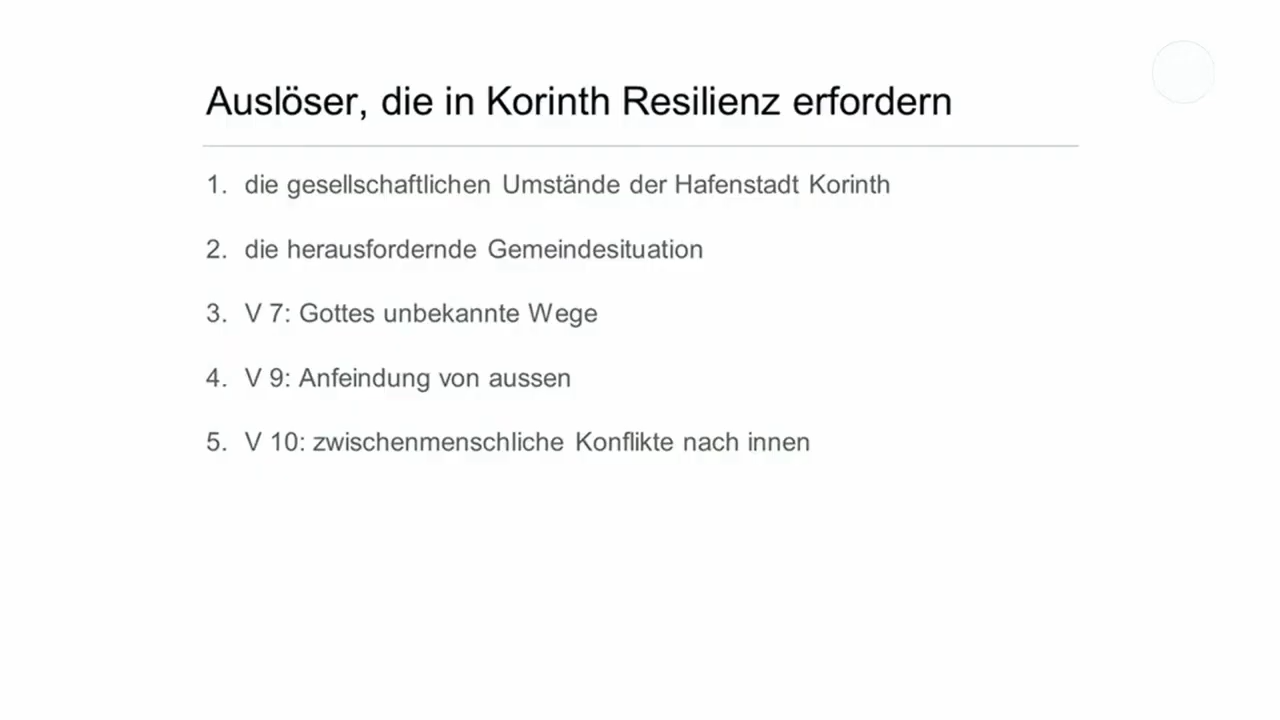 Auslöser, die in Korinth Resilienz erfordern
1. die gesellschaftlichen Umstände der Hafenstadt Korinth
2. die herausfordernde Gemeindesituation
3. V 7: Gottes unbekannte Wege
4. V 9: Anfeindung von aussen
5. V 10: zwischenmenschliche Konflikte nach innen